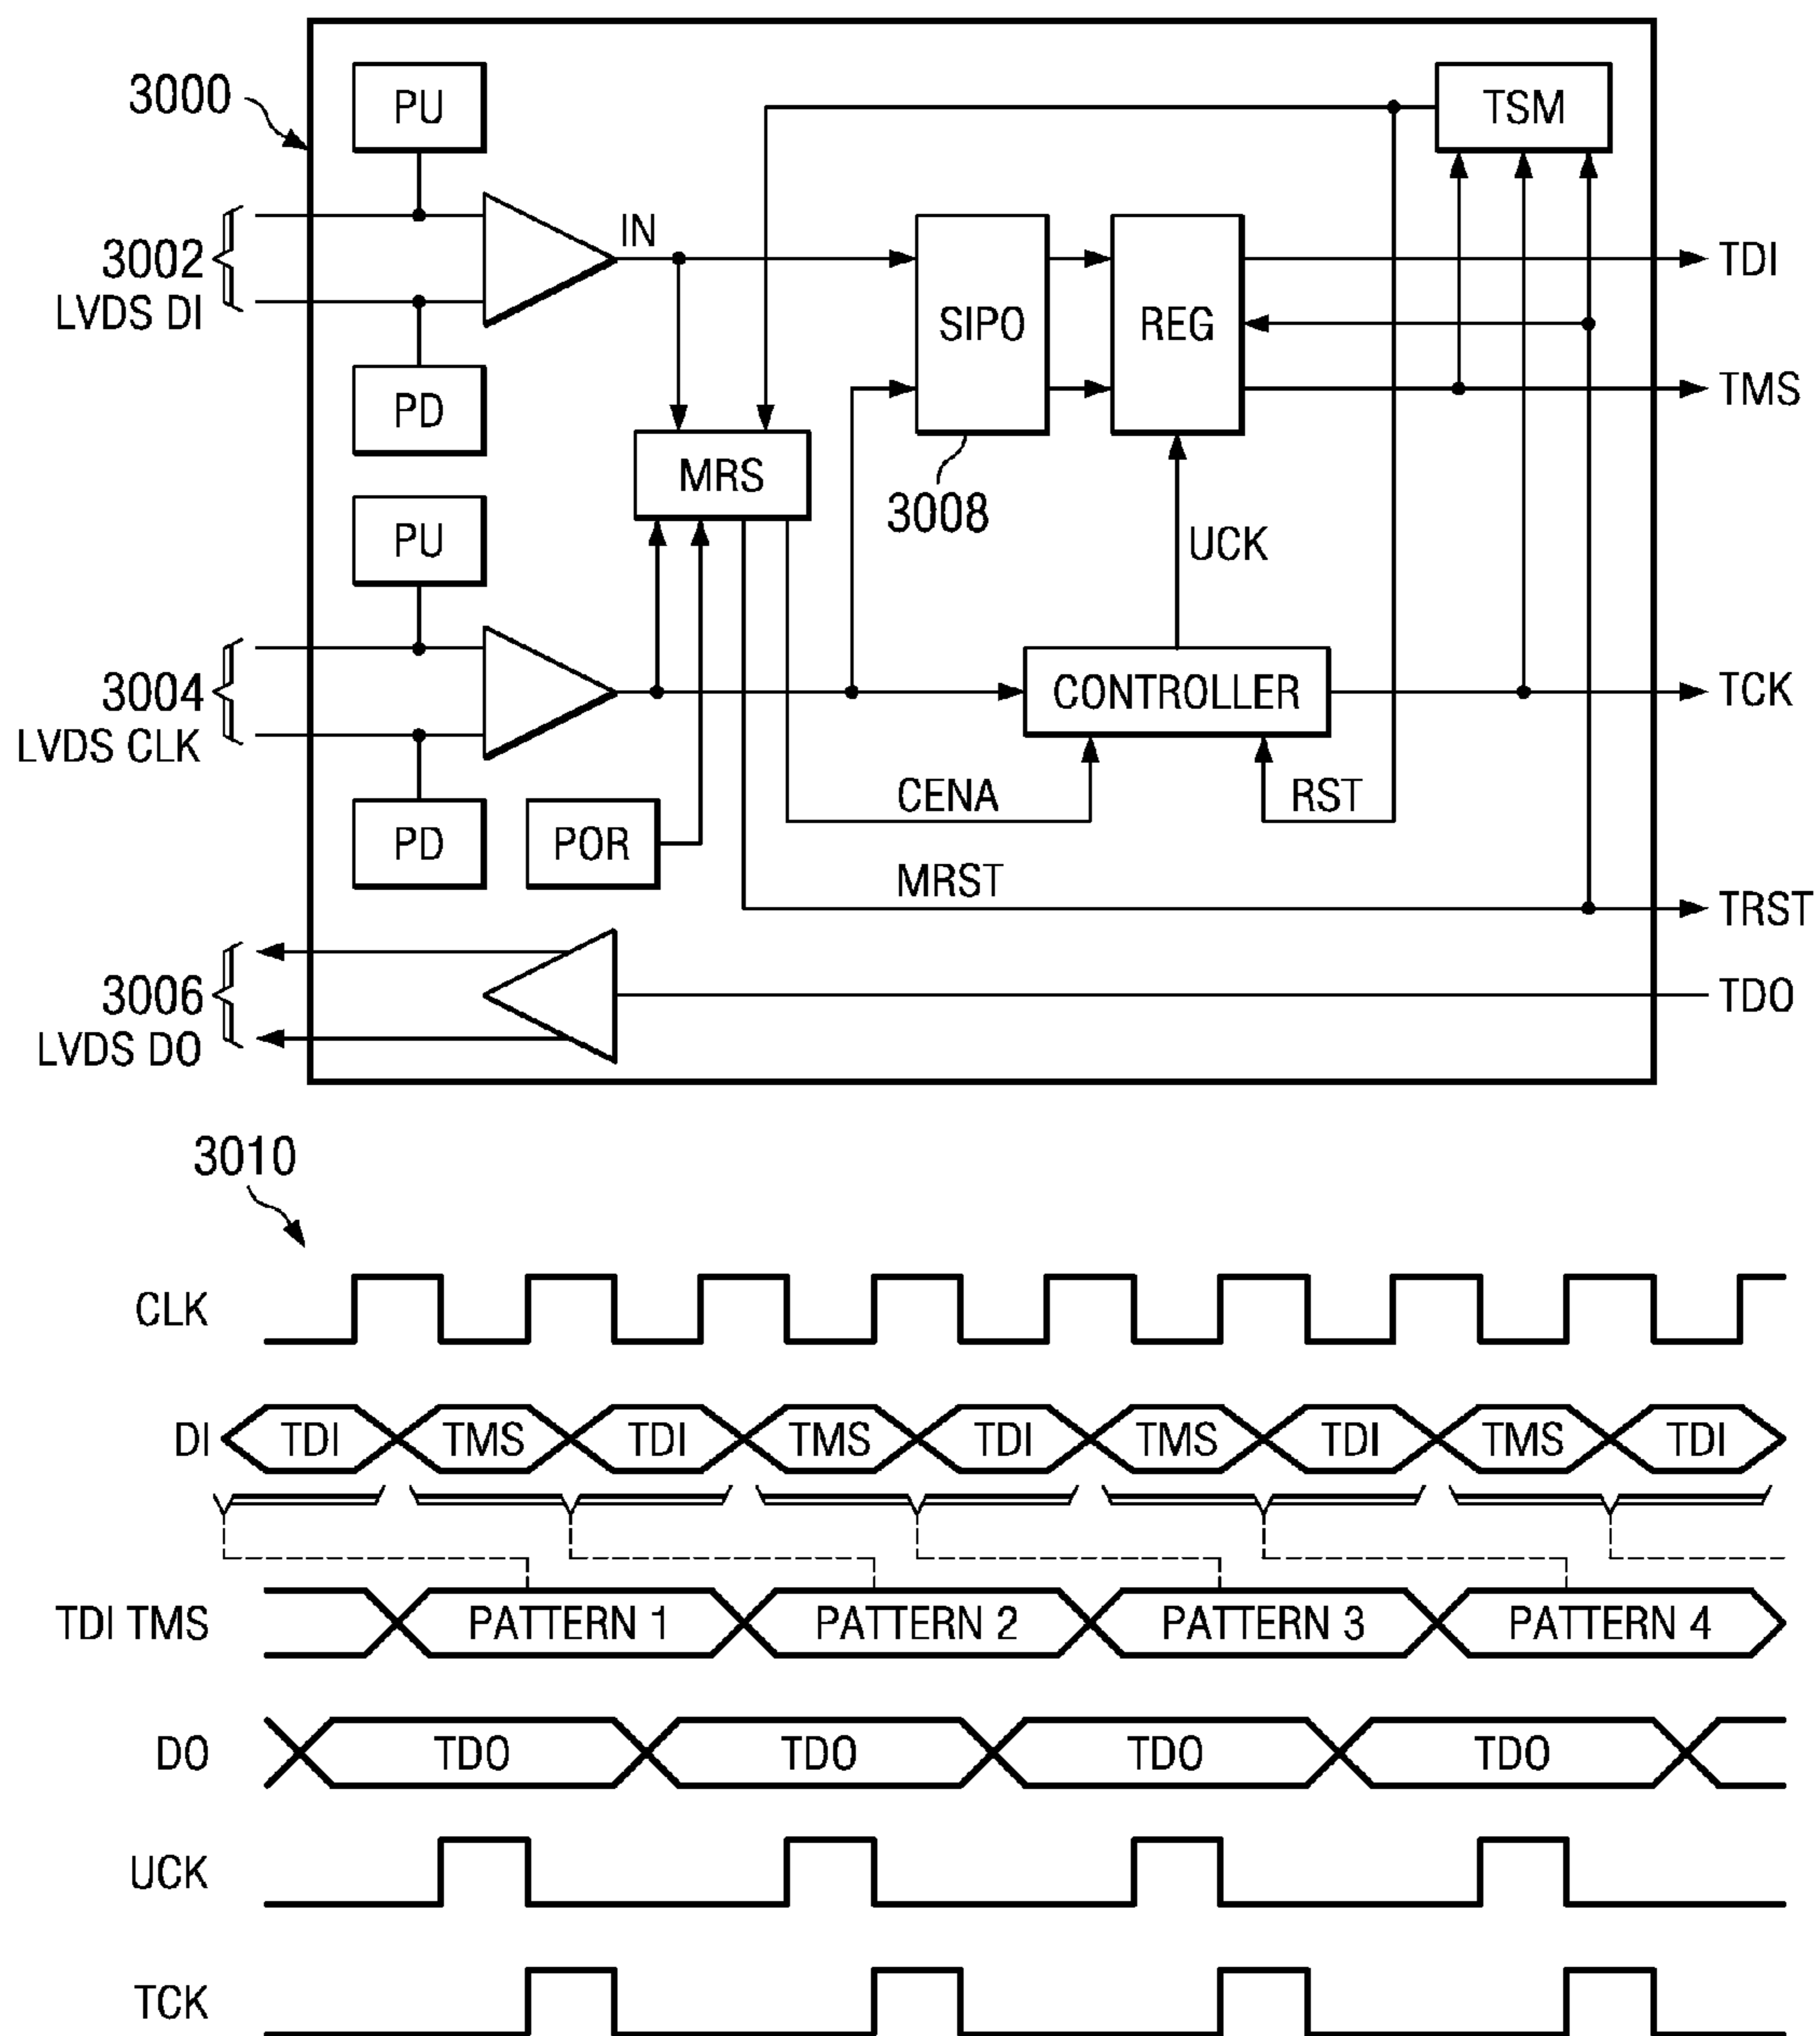 3000
PU
TSM
IN
3002
LVDS DI
SIPO
REG
TDI
PD
TMS
MRS
3008
PU
UCK
3004
LVDS CLK
CONTROLLER
TCK
CENA
RST
PD
POR
MRST
TRST
3006
LVDS DO
TDO
3010
CLK
DI TDI TMS TDI TMS TDI TMS TDI TMS TDI
TDI TMS PATTERN 1 PATTERN 2 PATTERN 3 PATTERN 4
DO TDO TDO TDO TDO
UCK
TCK